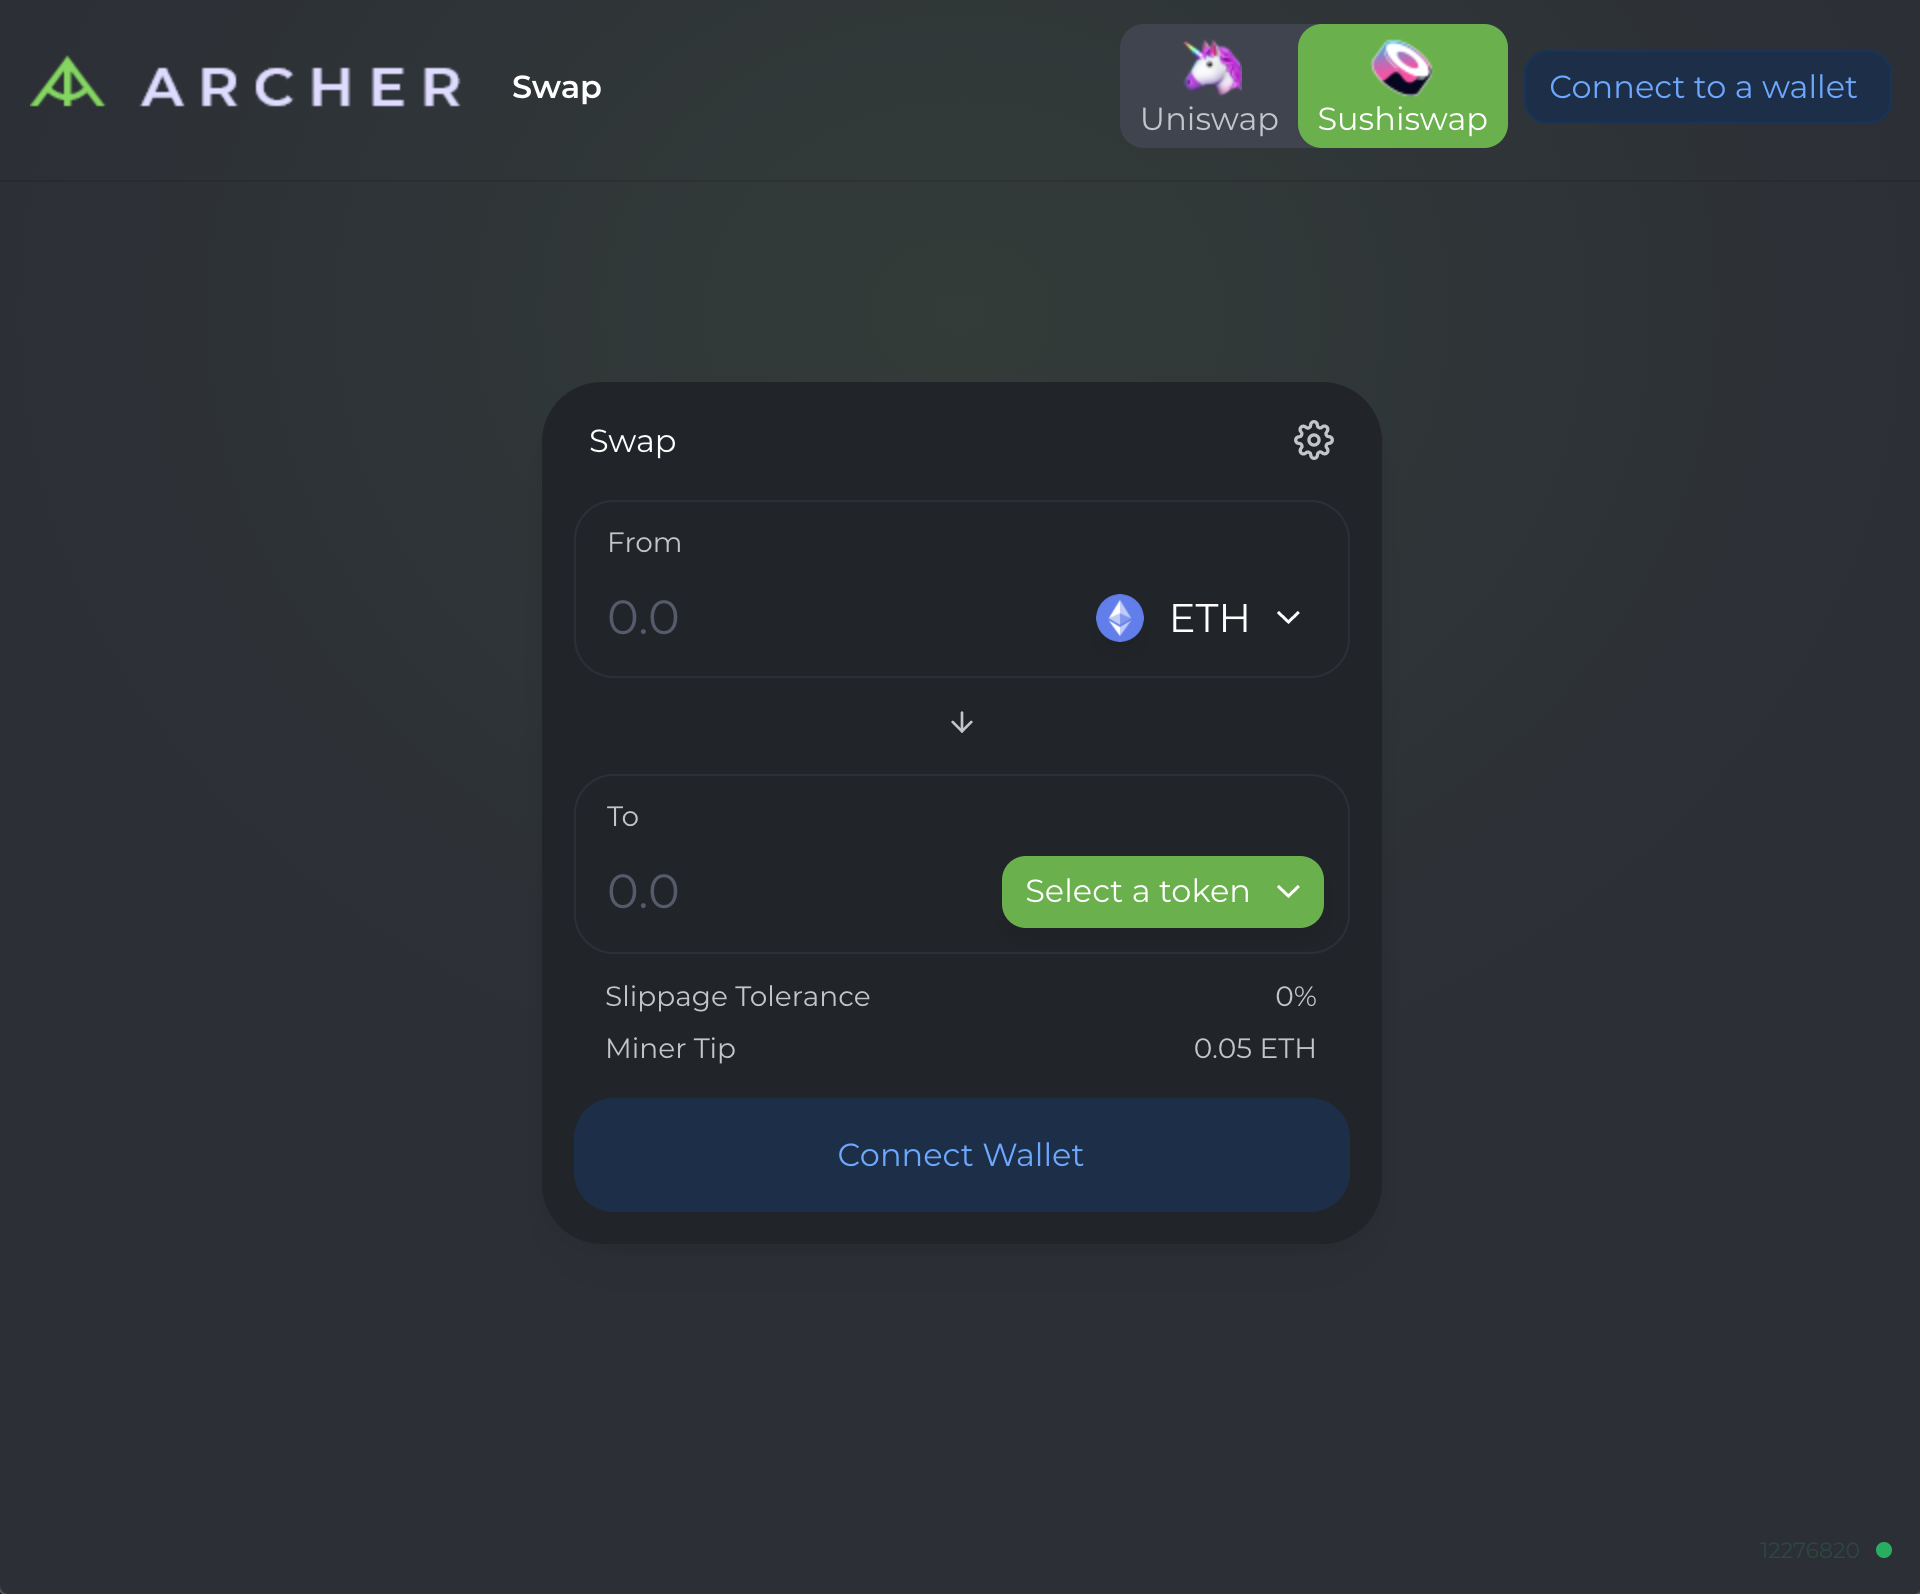 ARCHER
Swap
Uniswap
Sushiswap
Connect to a wallet
Swap
From
0.0
ETH
To
0.0
Select a token
Slippage Tolerance
0%
Miner Tip
0.05 ETH
Connect Wallet
12276820